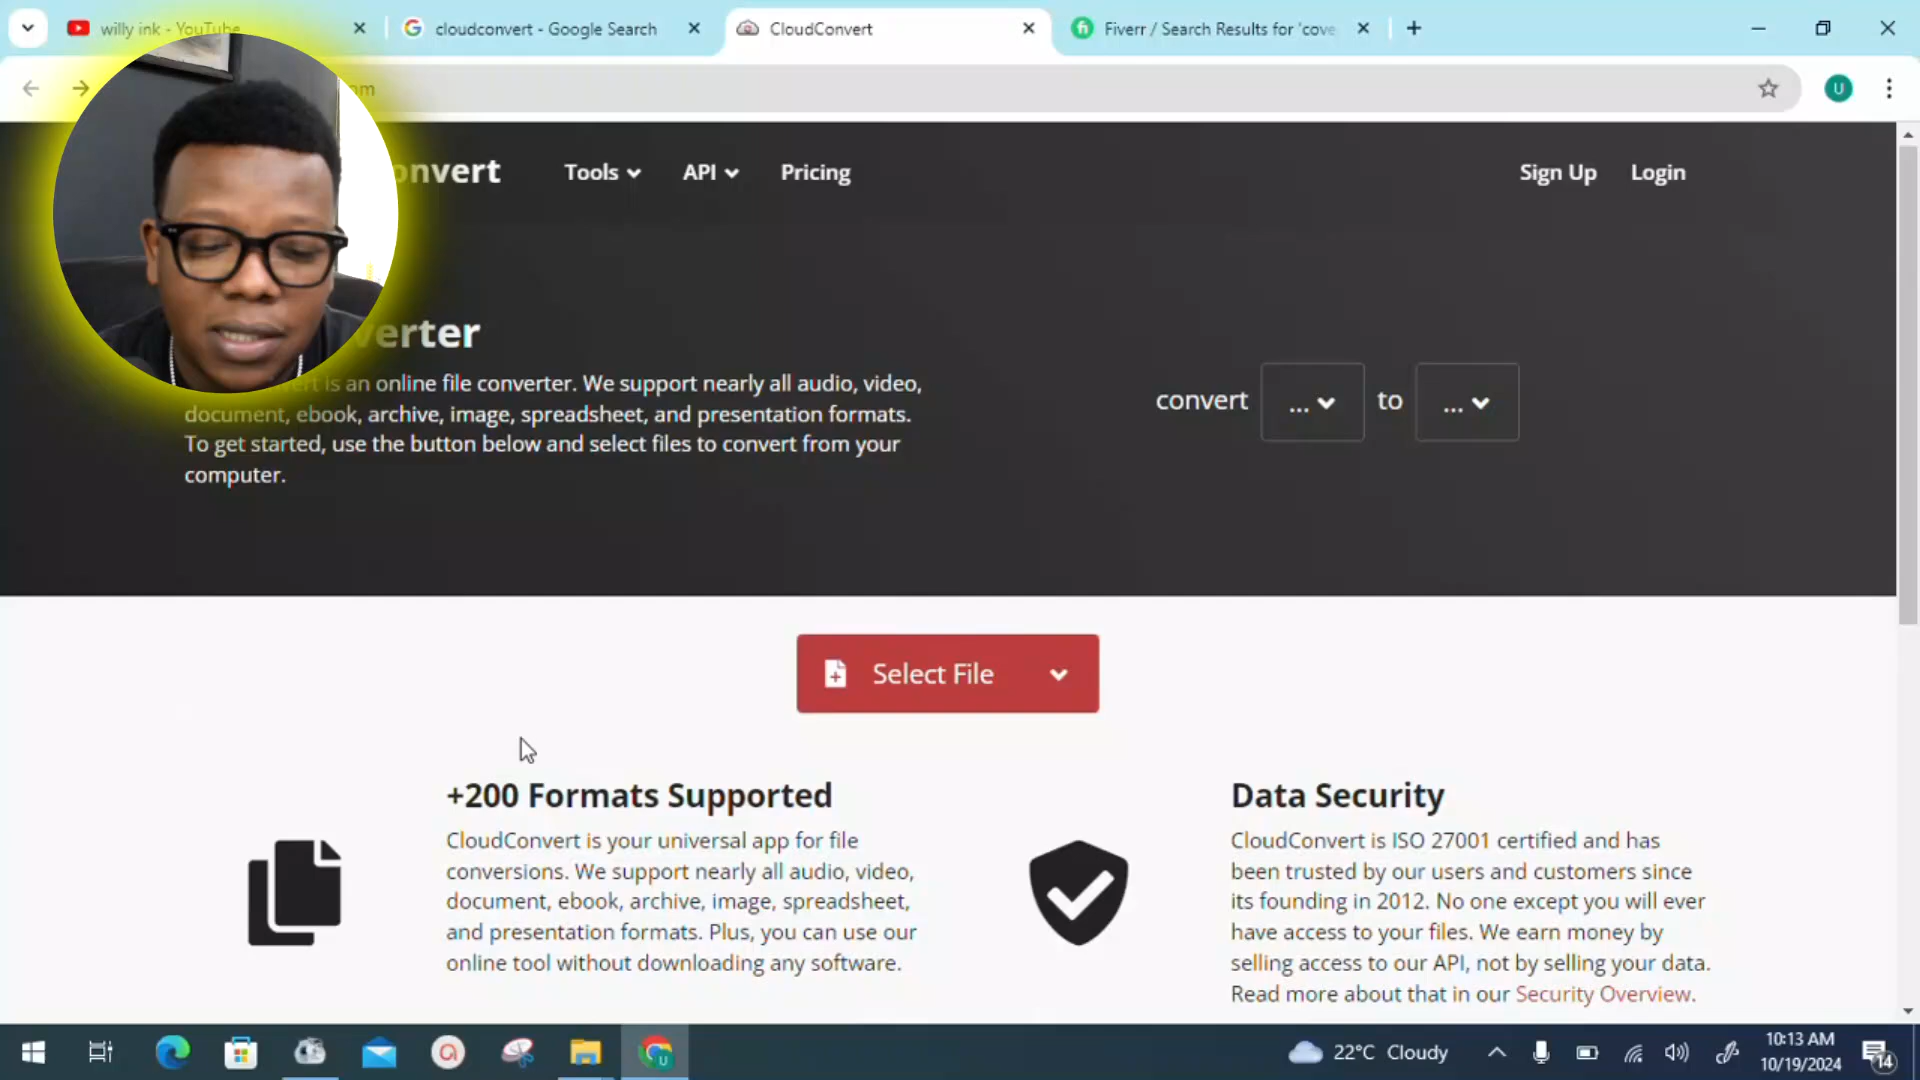 willy ink - YouTube
cloudconvert - Google Search
CloudConvert
Fiverr / Search Results for 'cove
om
U
onvert
Tools
API
Pricing
Sign Up
Login
verter
ert is an online file converter. We support nearly all audio, video,
document, ebook, archive, image, spreadsheet, and presentation formats.
To get started, use the button below and select files to convert from your
computer.
convert ... to ...
Select File
+200 Formats Supported
CloudConvert is your universal app for file
conversions. We support nearly all audio, video,
document, ebook, archive, image, spreadsheet,
and presentation formats. Plus, you can use our
online tool without downloading any software.
Data Security
CloudConvert is ISO 27001 certified and has
been trusted by our users and customers since
its founding in 2012. No one except you will ever
have access to your files. We earn money by
selling access to our API, not by selling your data.
Read more about that in our Security Overview.
22°C Cloudy
10:13 AM
10/19/2024
14